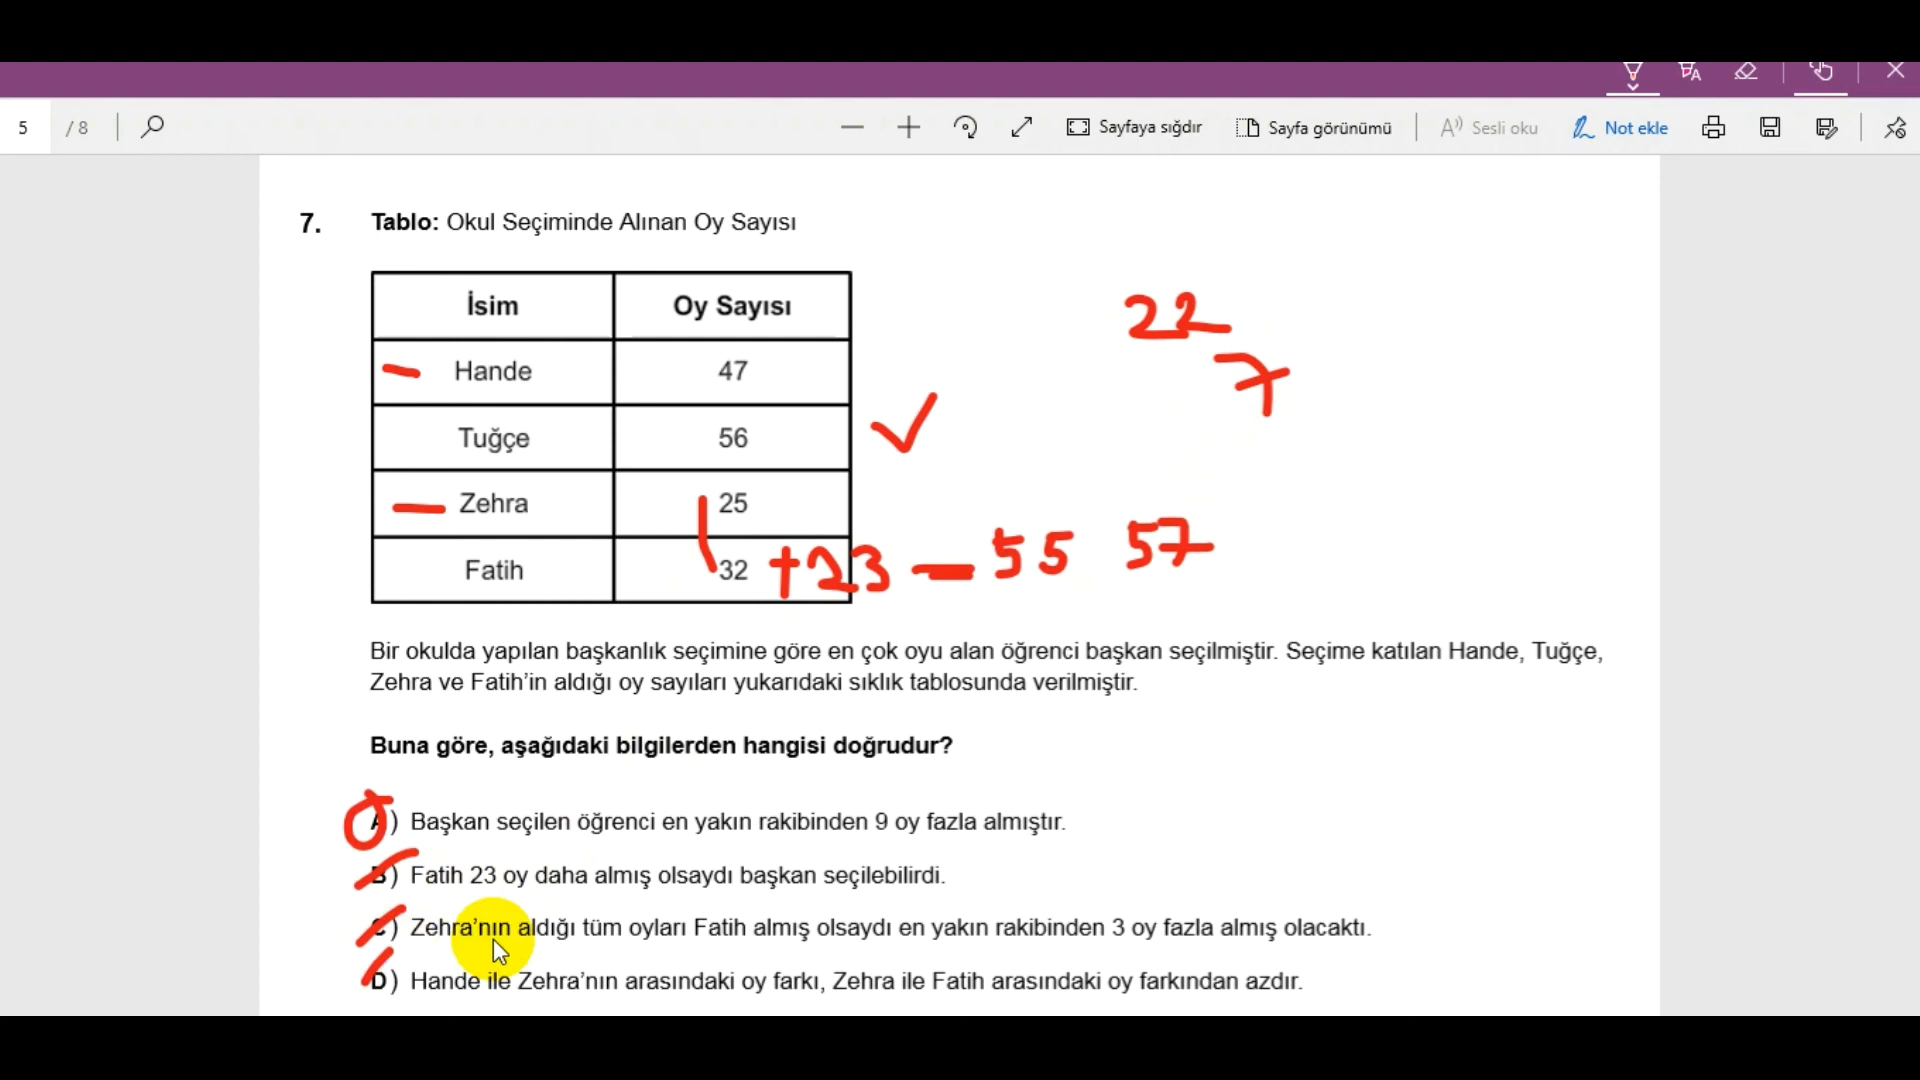 5 / 8 Sayfaya sığdır Sayfa görünümü A Sesli oku Not ekle
7. Tablo: Okul Seçiminde Alınan Oy Sayısı
İsim Oy Sayısı
Hande 47
Tuğçe 56
Zehra 25
Fatih 32 +23 — 55 57
22
7
Bir okulda yapılan başkanlık seçimine göre en çok oyu alan öğrenci başkan seçilmiştir. Seçime katılan Hande, Tuğçe,
Zehra ve Fatih'in aldığı oy sayıları yukarıdaki sıklık tablosunda verilmiştir.
Buna göre, aşağıdaki bilgilerden hangisi doğrudur?
A) Başkan seçilen öğrenci en yakın rakibinden 9 oy fazla almıştır.
B) Fatih 23 oy daha almış olsaydı başkan seçilebilirdi.
C) Zehra'nın aldığı tüm oyları Fatih almış olsaydı en yakın rakibinden 3 oy fazla almış olacaktı.
D) Hande ile Zehra'nın arasındaki oy farkı, Zehra ile Fatih arasındaki oy farkından azdır.